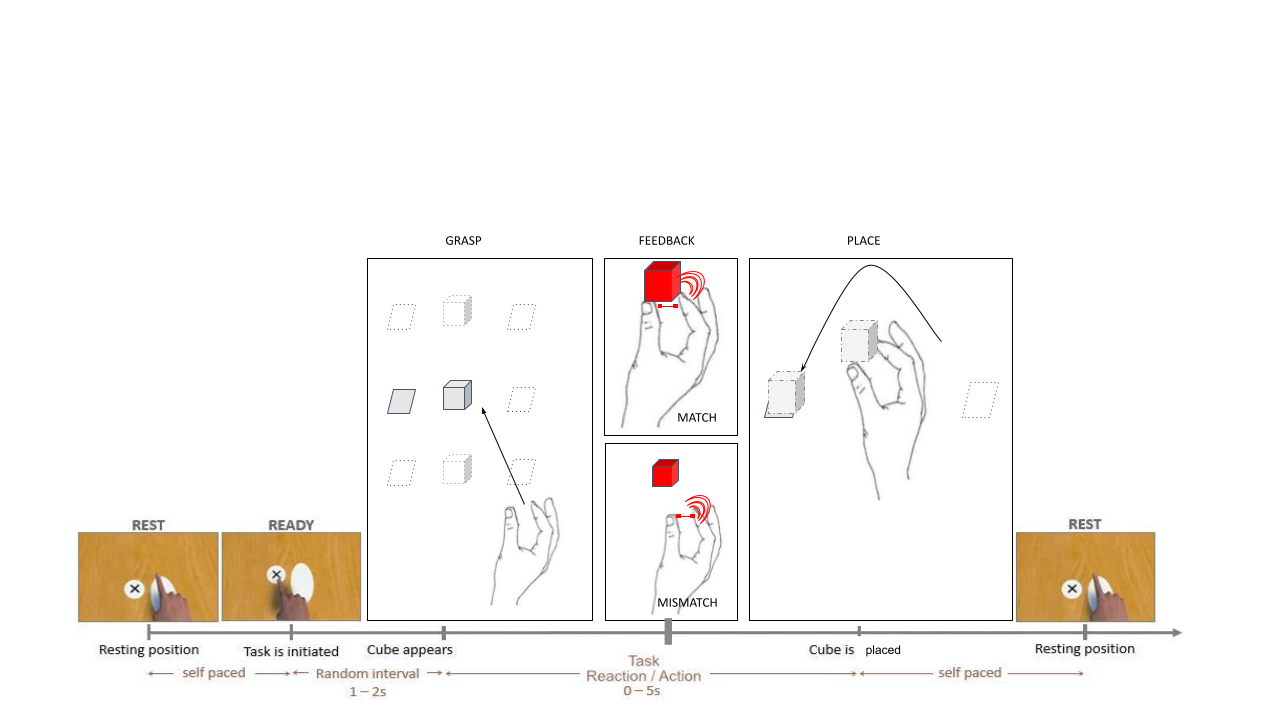 GRASP
FEEDBACK
PLACE
MATCH
REST
READY
REST
MISMATCH
Resting position
Task is initiated
Cube appears
Cube is placed
Resting position
self paced
Random interval
1 – 2s
Task
Reaction / Action
0 – 5s
self paced